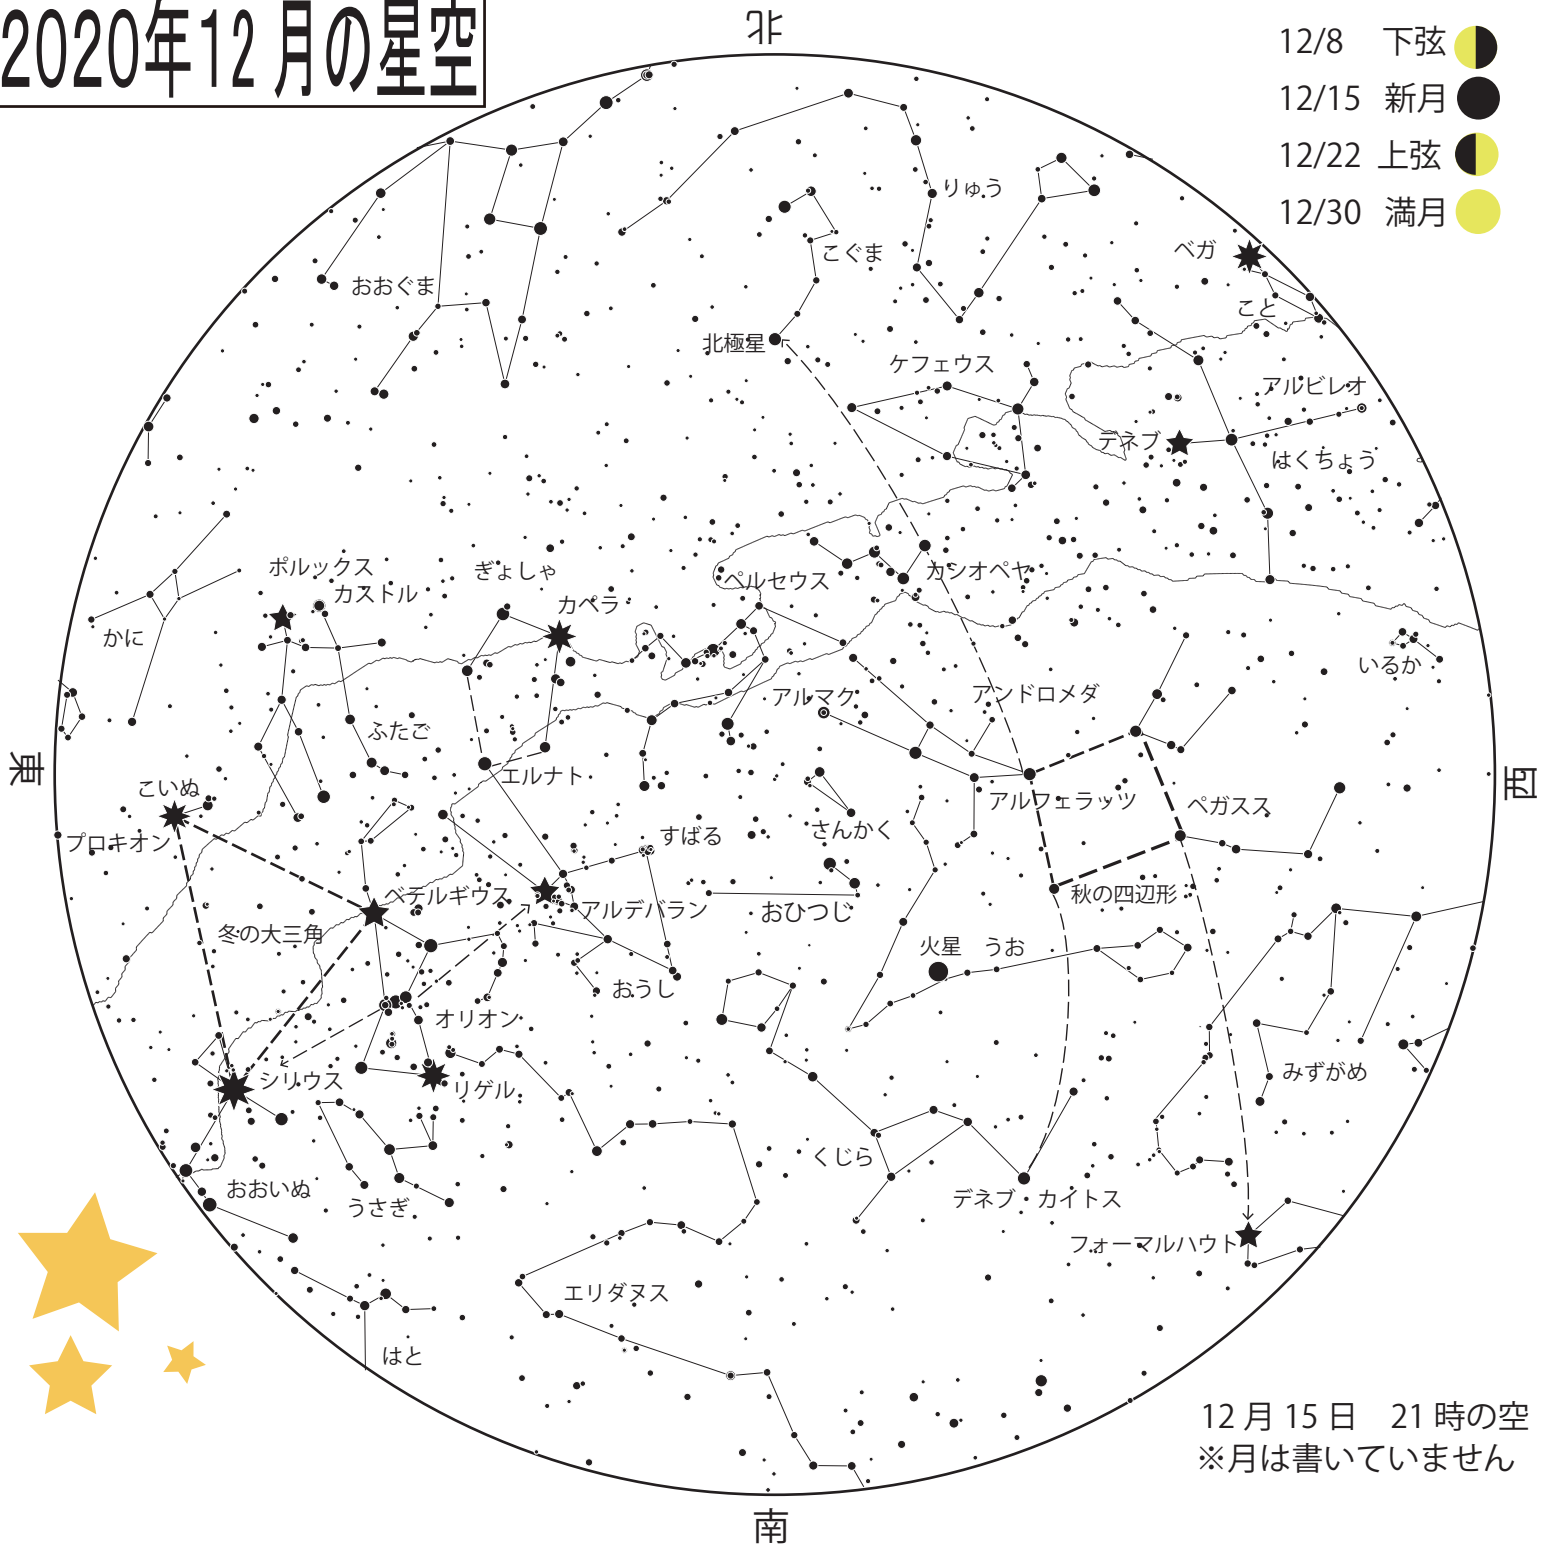 2020年12月の星空
北
12/8 下弦
12/15 新月
12/22 上弦
12/30 満月
りゅう
こぐま
ベガ
こと
おおぐま
北極星
ケフェウス
アルビレオ
デネブ
はくちょう
ポルックス
カストル
ぎょしゃ
カペラ
ペルセウス
カシオペヤ
かに
いるか
アルマク
アンドロメダ
ふたご
東
西
エルナト
こいぬ
プロキオン
アルフェラッツ
ペガスス
すばる
さんかく
ベテルギウス
アルデバラン
おひつじ
秋の四辺形
冬の大三角
火星
うお
おうし
オリオン
シリウス
リゲル
みずがめ
くじら
おおいぬ
うさぎ
デネブ・カイトス
フォーマルハウト
エリダヌス
はと
12月15日 21時の空
※月は書いていません
南